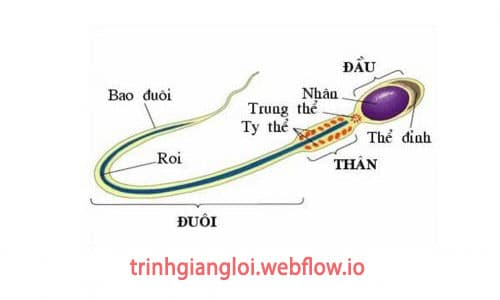 ĐẦU
Nhân
Bao đuôi
Trung thể
Ty thể
Thể đỉnh
Roi
THÂN
ĐUÔI
trinhgiangloi.webflow.io